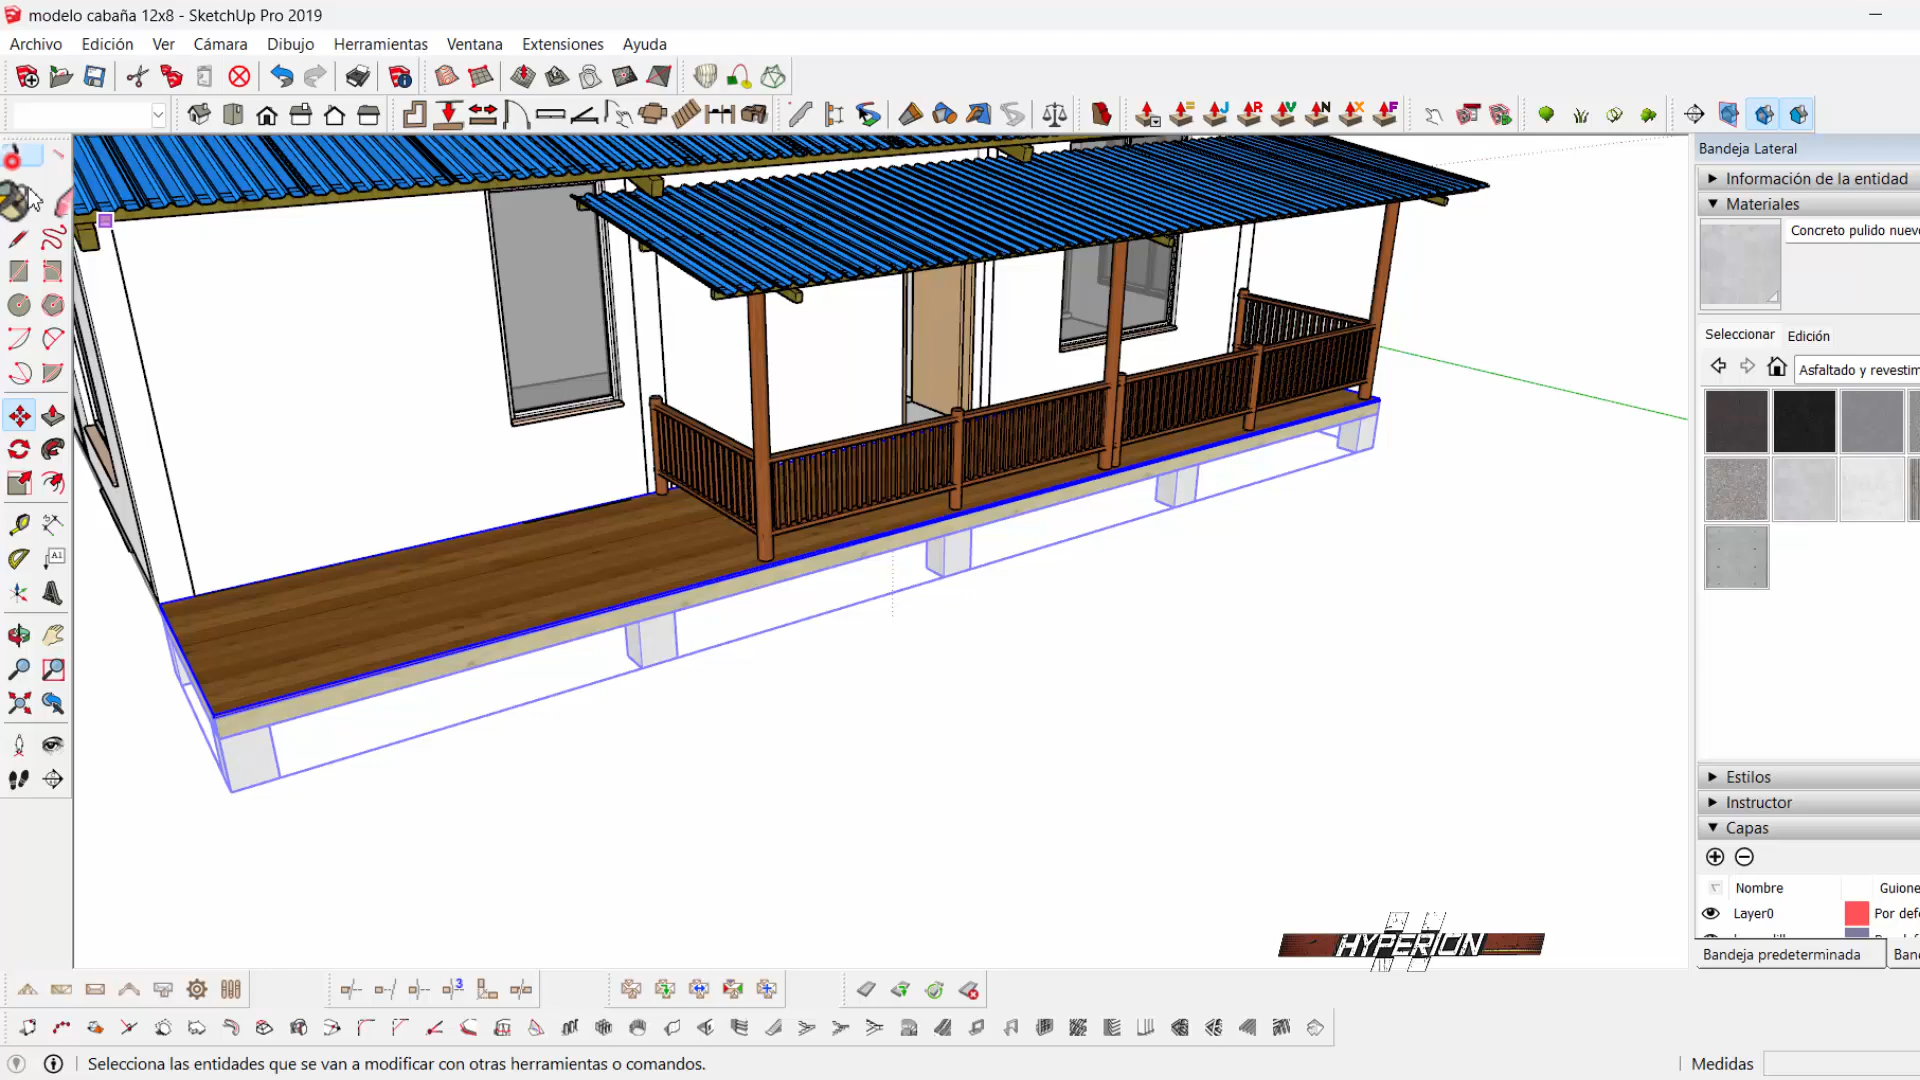 modelo cabaña 12x8 - SketchUp Pro 2019
Archivo Edición Ver Cámara Dibujo Herramientas Ventana Extensiones Ayuda
Bandeja Lateral
Información de la entidad
Materiales
Concreto pulido nuev
Seleccionar Edición
Asfaltado y revestim
Estilos
Instructor
Capas
Nombre Guione
Layer0 Por def
Bandeja predeterminada Ban
HYPERION
Selecciona las entidades que se van a modificar con otras herramientas o comandos.
Medidas